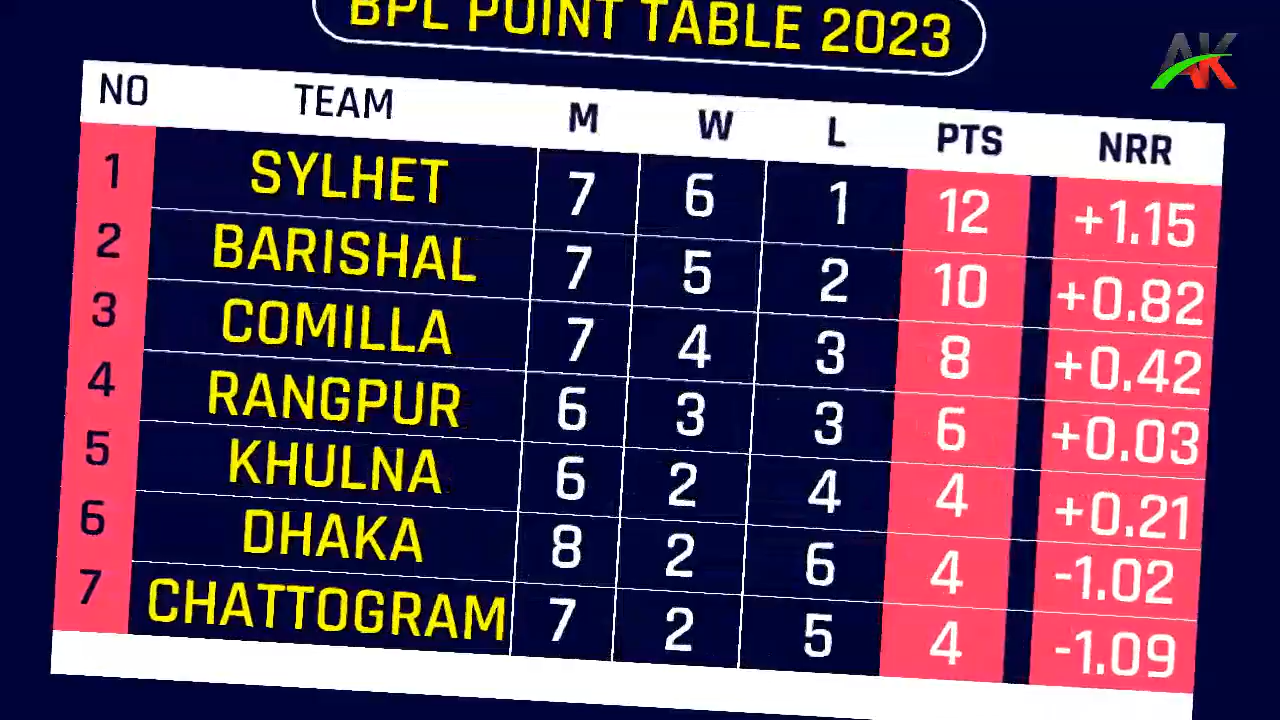 BPL POINT TABLE 2023
AK
NO TEAM M W L PTS NRR
1 SYLHET 7 6 1 12 +1.15
2 BARISHAL 7 5 2 10 +0.82
3 COMILLA 7 4 3 8 +0.42
4 RANGPUR 6 3 3 6 +0.03
5 KHULNA 6 2 4 4 +0.21
6 DHAKA 8 2 6 4 -1.02
7 CHATTOGRAM 7 2 5 4 -1.09